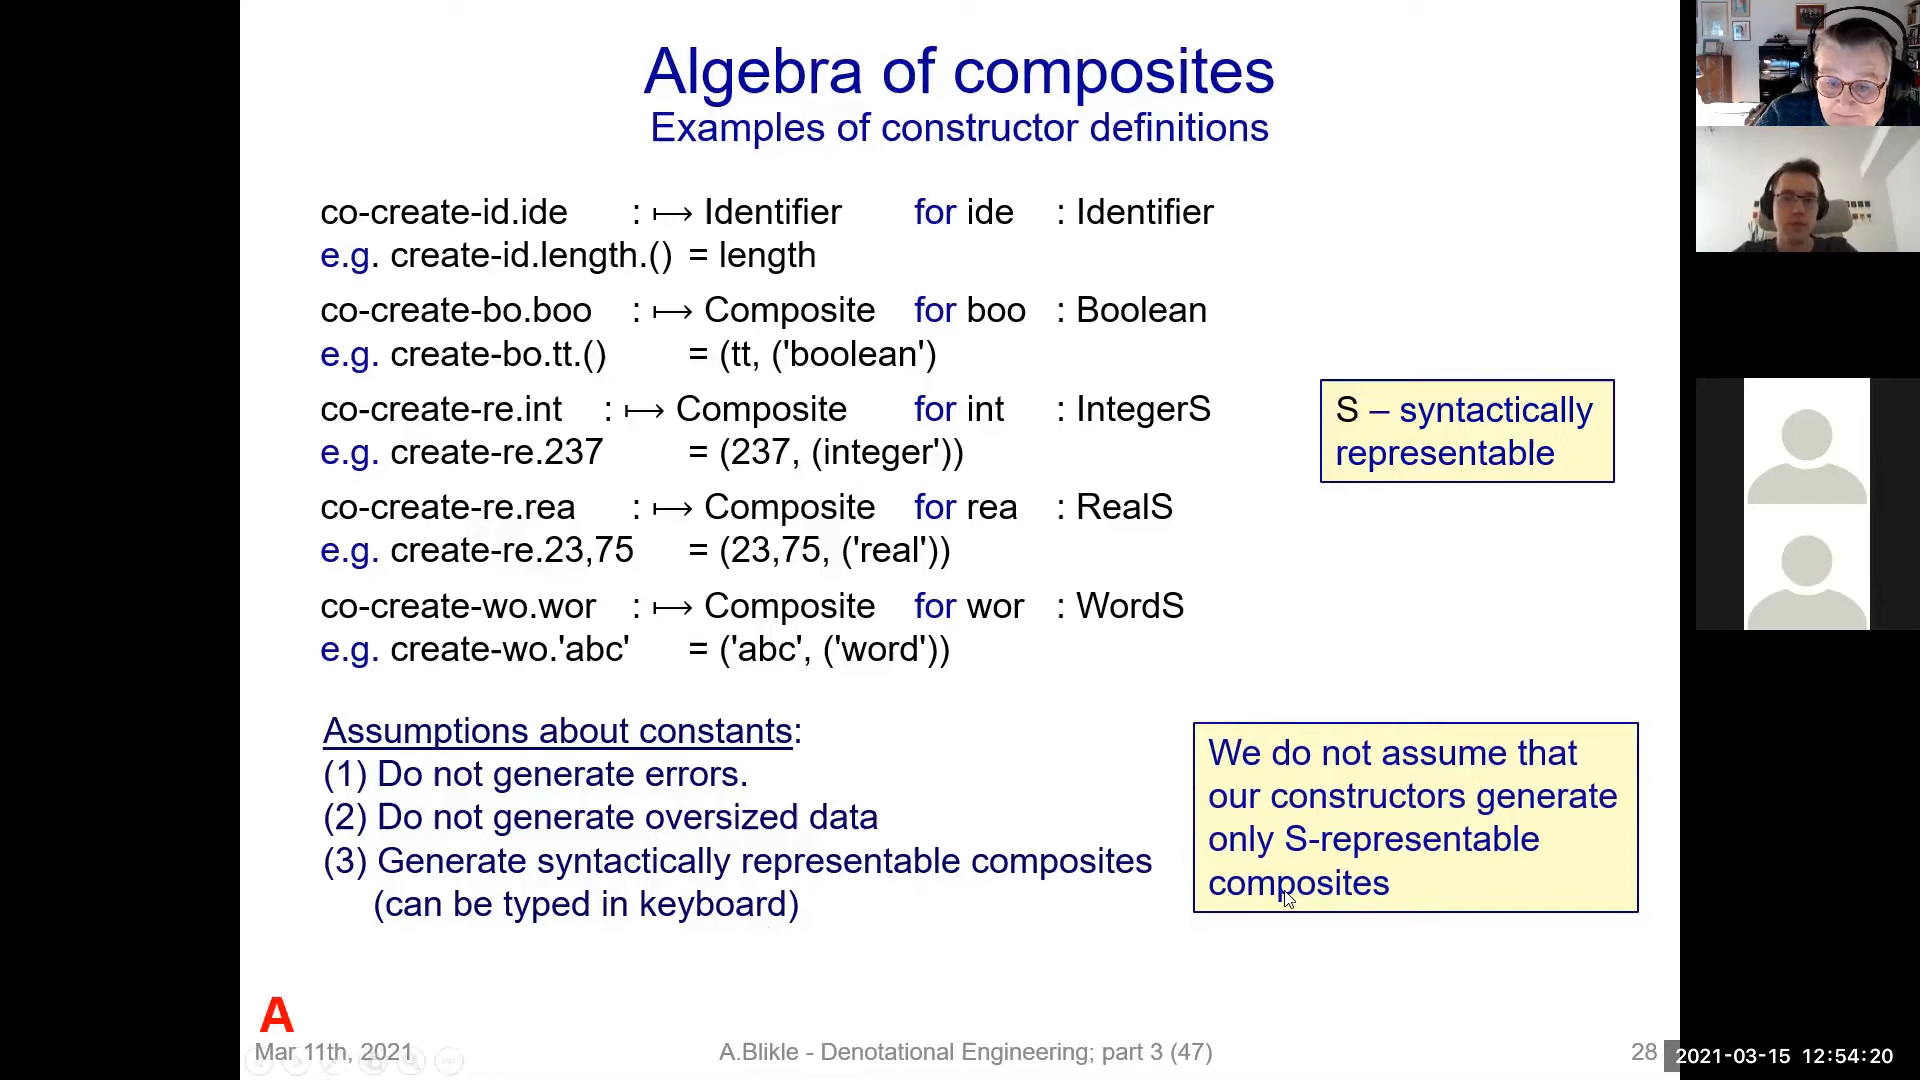 Algebra of composites
Examples of constructor definitions
co-create-id.ide : ↦ Identifier for ide : Identifier
e.g. create-id.length.() = length
co-create-bo.boo : ↦ Composite for boo : Boolean
e.g. create-bo.tt.() = (tt, ('boolean')
co-create-re.int : ↦ Composite for int : IntegerS
e.g. create-re.237 = (237, (integer'))
co-create-re.rea : ↦ Composite for rea : RealS
e.g. create-re.23,75 = (23,75, ('real'))
co-create-wo.wor : ↦ Composite for wor : WordS
e.g. create-wo.'abc' = ('abc', ('word'))
S – syntactically
representable
Assumptions about constants:
(1) Do not generate errors.
(2) Do not generate oversized data
(3) Generate syntactically representable composites
(can be typed in keyboard)
We do not assume that
our constructors generate
only S-representable
composites
A
Mar 11th, 2021 A.Blikle - Denotational Engineering; part 3 (47) 28
2021-03-15 12:54:20